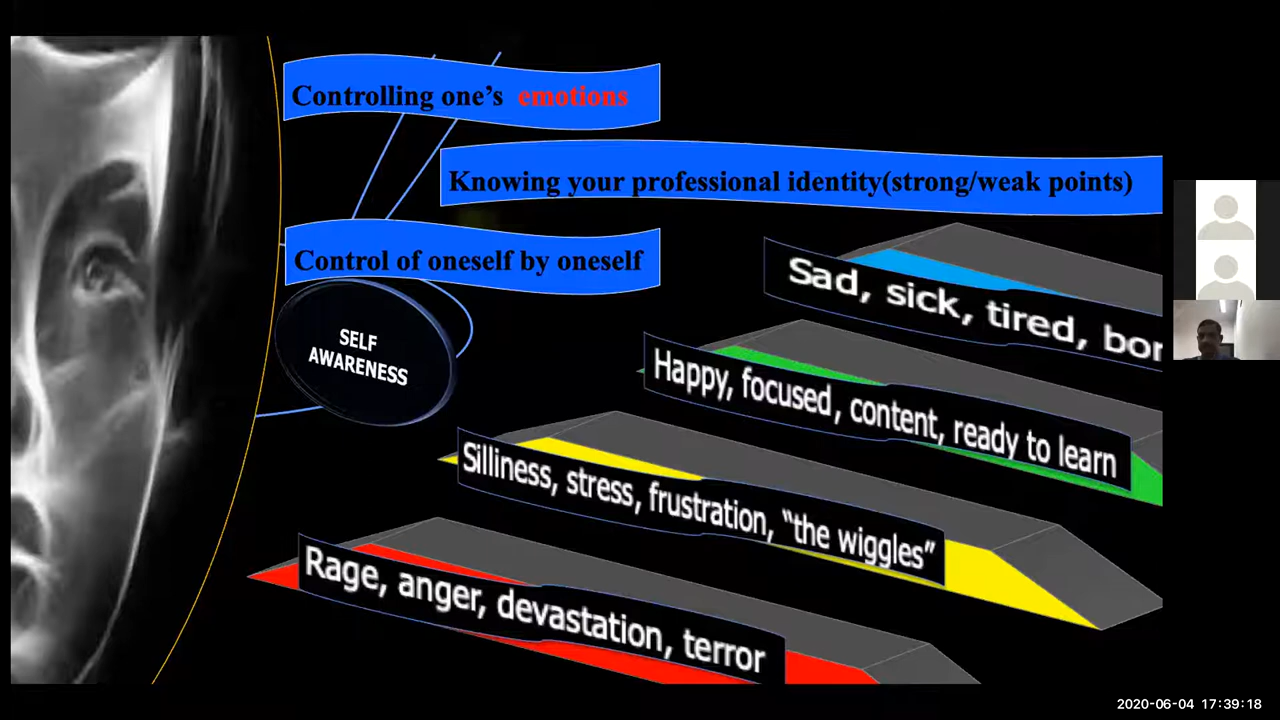 Controlling one's emotions
Knowing your professional identity(strong/weak points)
Control of oneself by oneself
SELF
AWARENESS
Sad, sick, tired,
Happy, focused, content, ready to learn
Silliness, stress, frustration, “the wiggles”
Rage, anger, devastation, terror
2020-06-04 17:39:18